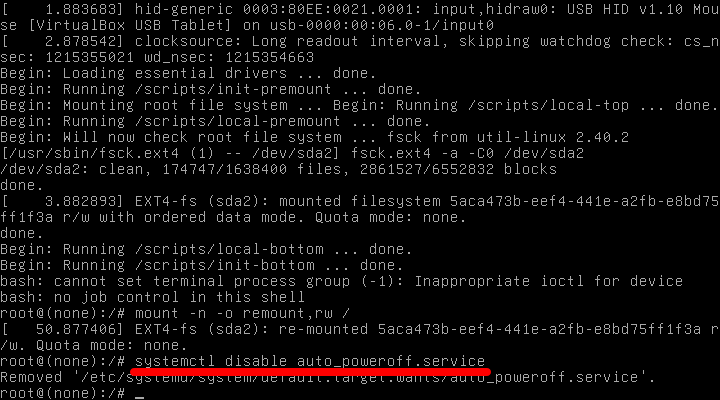 [    1.883683] hid-generic 0003:80EE:0021.0001: input,hidraw0: USB HID v1.10 Mou
se [VirtualBox USB Tablet] on usb-0000:00:06.0-1/input0
[    2.878542] clocksource: Long readout interval, skipping watchdog check: cs_n
sec: 1215355021 wd_nsec: 1215354663
Begin: Loading essential drivers ... done.
Begin: Running /scripts/init-premount ... done.
Begin: Mounting root file system ... Begin: Running /scripts/local-top ... done.
Begin: Running /scripts/local-premount ... done.
Begin: Will now check root file system ... fsck from util-linux 2.40.2
[/usr/sbin/fsck.ext4 (1) -- /dev/sda2] fsck.ext4 -a -C0 /dev/sda2
/dev/sda2: clean, 174747/1638400 files, 2861527/6552832 blocks
done.
[    3.882893] EXT4-fs (sda2): mounted filesystem 5aca473b-eef4-441e-a2fb-e8bd75
ff1f3a r/w with ordered data mode. Quota mode: none.
done.
Begin: Running /scripts/local-bottom ... done.
Begin: Running /scripts/init-bottom ... done.
bash: cannot set terminal process group (-1): Inappropriate ioctl for device
bash: no job control in this shell
root@(none):/# mount -n -o remount,rw /
[   50.877406] EXT4-fs (sda2): re-mounted 5aca473b-eef4-441e-a2fb-e8bd75ff1f3a r
/w. Quota mode: none.
root@(none):/# systemctl disable auto_poweroff.service
Removed '/etc/systemd/system/default.target.wants/auto_poweroff.service'.
root@(none):/# _